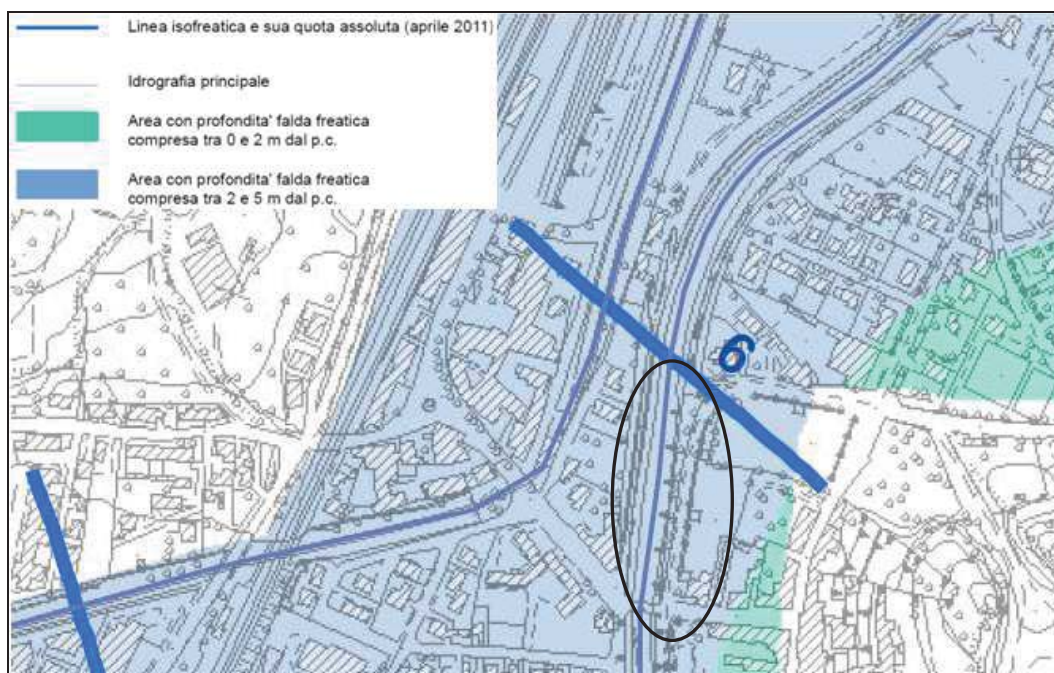 Linea isofreatica e sua quota assoluta (aprile 2011)
Idrografia principale
Area con profondita' falda freatica
compresa tra 0 e 2 m dal p.c.
Area con profondita' falda freatica
compresa tra 2 e 5 m dal p.c.
6